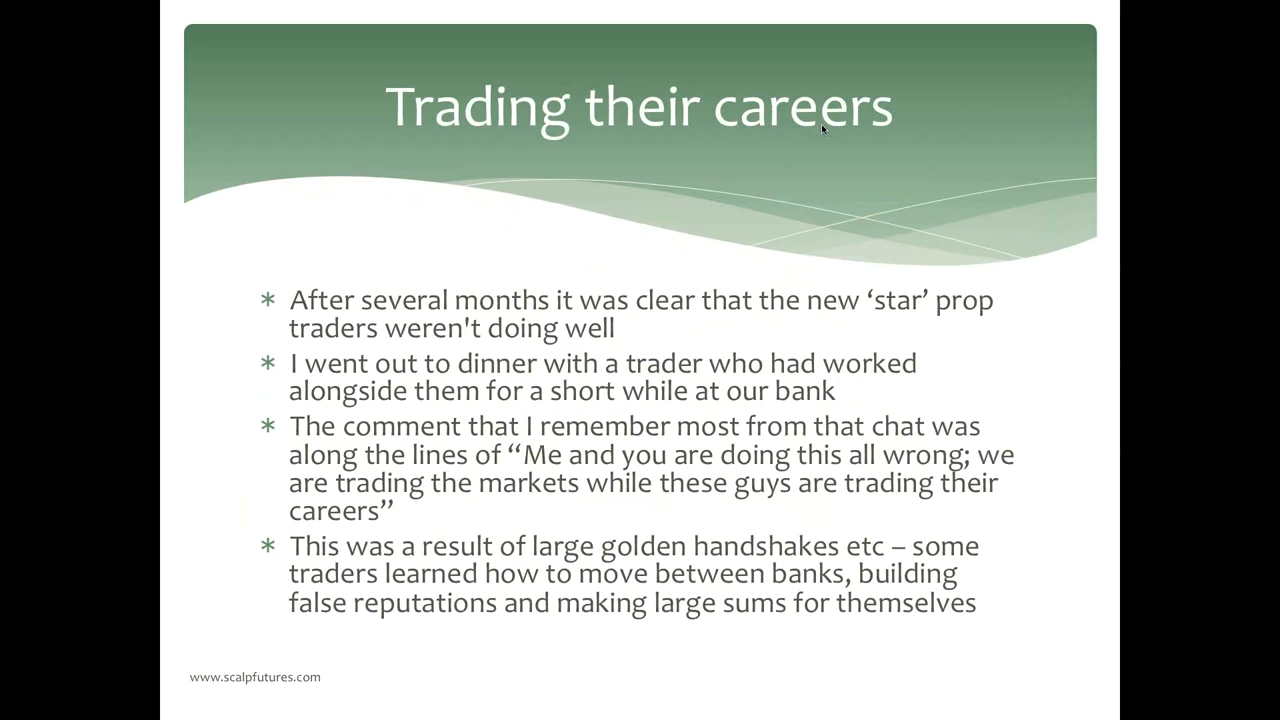 Trading their careers
* After several months it was clear that the new ‘star’ prop
traders weren't doing well
* I went out to dinner with a trader who had worked
alongside them for a short while at our bank
* The comment that I remember most from that chat was
along the lines of “Me and you are doing this all wrong; we
are trading the markets while these guys are trading their
careers”
* This was a result of large golden handshakes etc – some
traders learned how to move between banks, building
false reputations and making large sums for themselves
www.scalpfutures.com